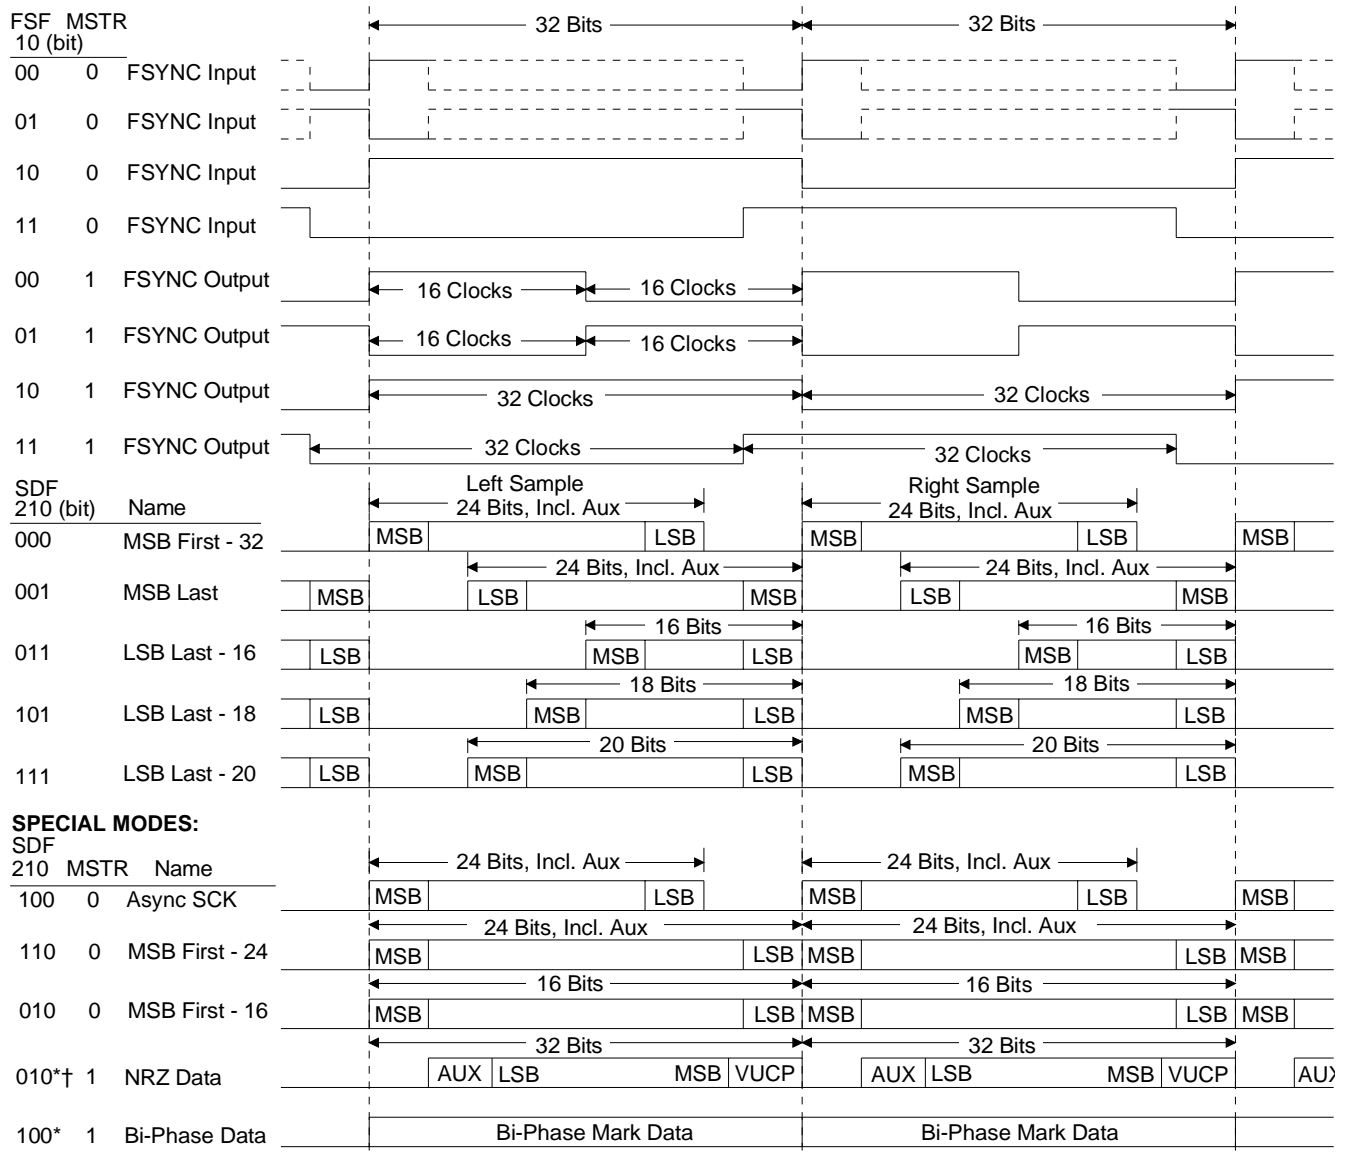 FSF MSTR
10 (bit)
32 Bits 32 Bits
00 0 FSYNC Input
01 0 FSYNC Input
10 0 FSYNC Input
11 0 FSYNC Input
00 1 FSYNC Output 16 Clocks 16 Clocks
01 1 FSYNC Output 16 Clocks 16 Clocks
10 1 FSYNC Output 32 Clocks 32 Clocks
11 1 FSYNC Output 32 Clocks 32 Clocks
SDF
210 (bit) Name
Left Sample Right Sample
24 Bits, Incl. Aux 24 Bits, Incl. Aux
000 MSB First - 32 MSB LSB MSB LSB MSB
24 Bits, Incl. Aux 24 Bits, Incl. Aux
001 MSB Last MSB LSB MSB LSB MSB
16 Bits 16 Bits
011 LSB Last - 16 LSB MSB LSB MSB LSB
18 Bits 18 Bits
101 LSB Last - 18 LSB MSB LSB MSB LSB
20 Bits 20 Bits
111 LSB Last - 20 LSB MSB LSB MSB LSB
SPECIAL MODES:
SDF
210 MSTR Name
24 Bits, Incl. Aux 24 Bits, Incl. Aux
100 0 Async SCK MSB LSB MSB LSB MSB
24 Bits, Incl. Aux 24 Bits, Incl. Aux
110 0 MSB First - 24 MSB LSB MSB LSB MSB
16 Bits 16 Bits
010 0 MSB First - 16 MSB LSB MSB LSB MSB
32 Bits 32 Bits
010*† 1 NRZ Data AUX LSB MSB VUCP AUX LSB MSB VUCP AUX
100* 1 Bi-Phase Data Bi-Phase Mark Data Bi-Phase Mark Data